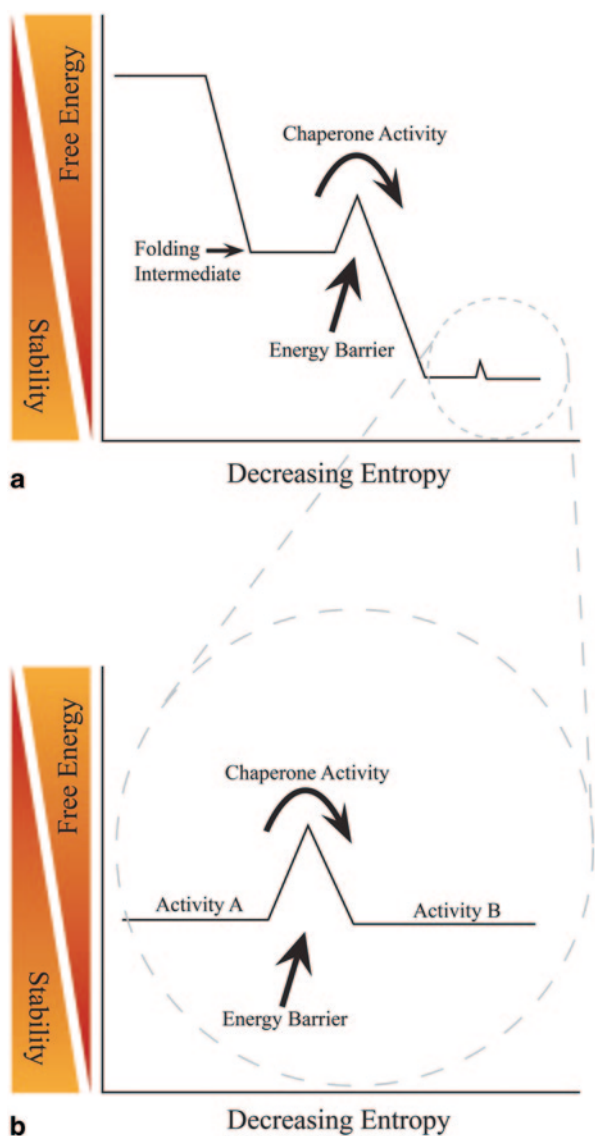 Free Energy
Stability
Chaperone Activity
Folding
Intermediate
Energy Barrier
a
Decreasing Entropy
Free Energy
Stability
Chaperone Activity
Activity A
Activity B
Energy Barrier
b
Decreasing Entropy